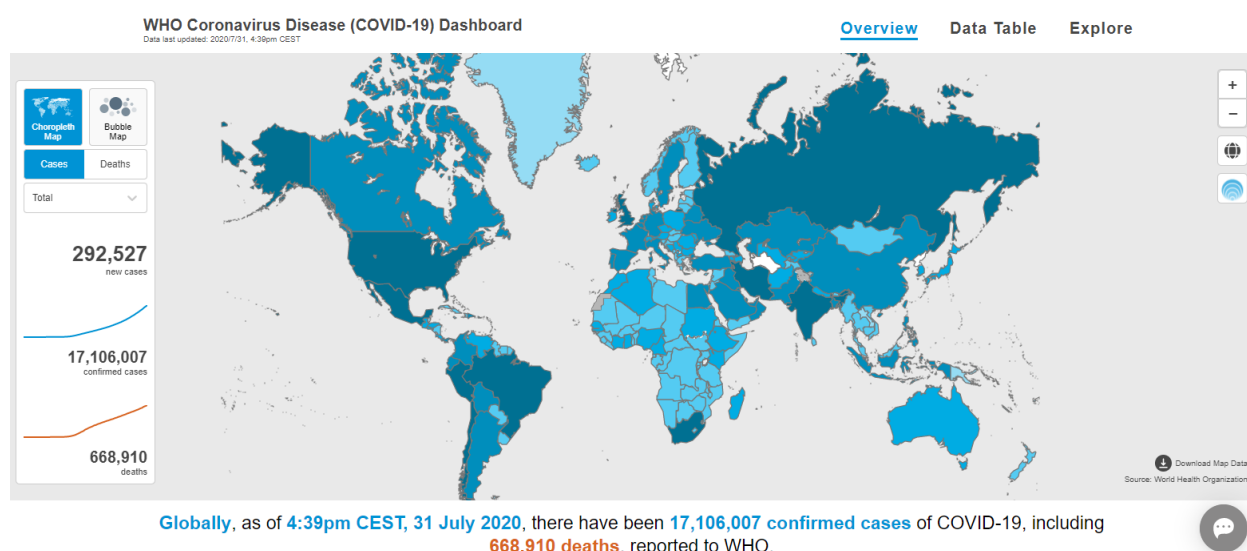 WHO Coronavirus Disease (COVID-19) Dashboard
Data last updated: 2020/7/31, 4:39pm CEST
Overview
Data Table
Explore
Choropleth
Map
Bubble
Map
Cases
Deaths
Total
292,527
new cases
17,106,007
confirmed cases
668,910
deaths
+
−
Download Map Data
Source: World Health Organization
Globally, as of 4:39pm CEST, 31 July 2020, there have been 17,106,007 confirmed cases of COVID-19, including
668,910 deaths, reported to WHO.